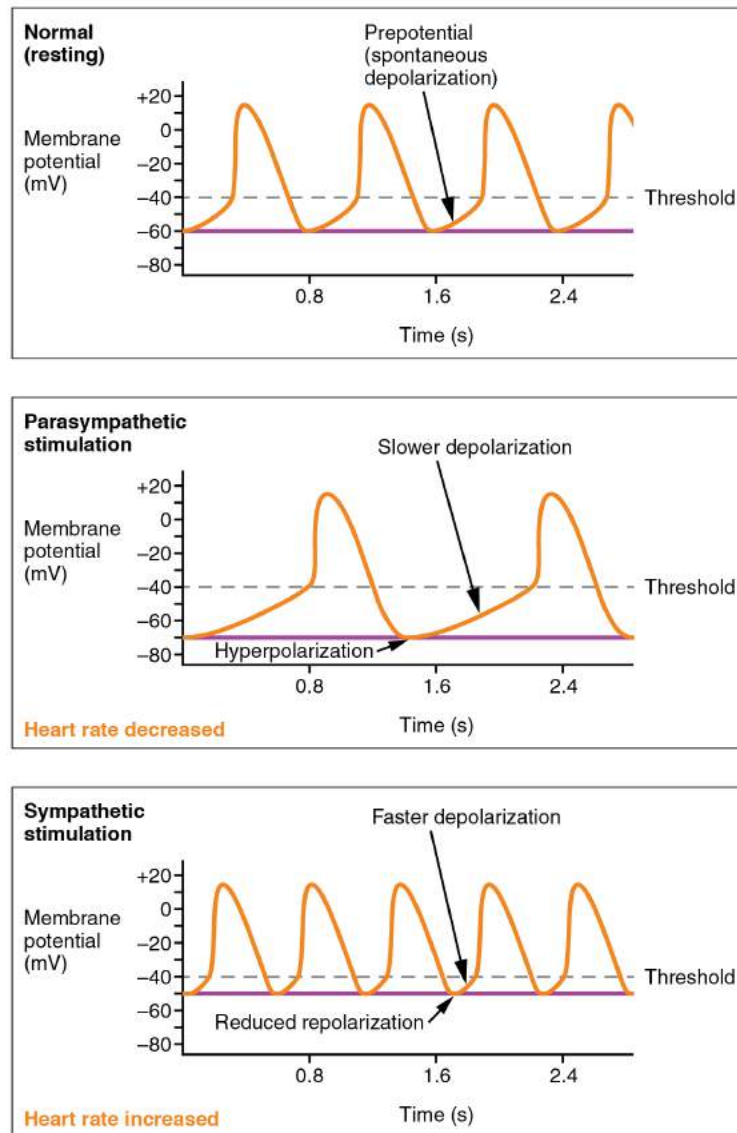 Normal
(resting)
Prepotential
(spontaneous
depolarization)
Membrane
potential
(mV)
+20
0
–20
–40
–60
–80
Threshold
0.8
1.6
2.4
Time (s)
Parasympathetic
stimulation
Slower depolarization
Membrane
potential
(mV)
+20
0
–20
–40
–60
–80
Threshold
Hyperpolarization
0.8
1.6
2.4
Heart rate decreased
Time (s)
Sympathetic
stimulation
Faster depolarization
Membrane
potential
(mV)
+20
0
–20
–40
–60
–80
Threshold
Reduced repolarization
0.8
1.6
2.4
Heart rate increased
Time (s)